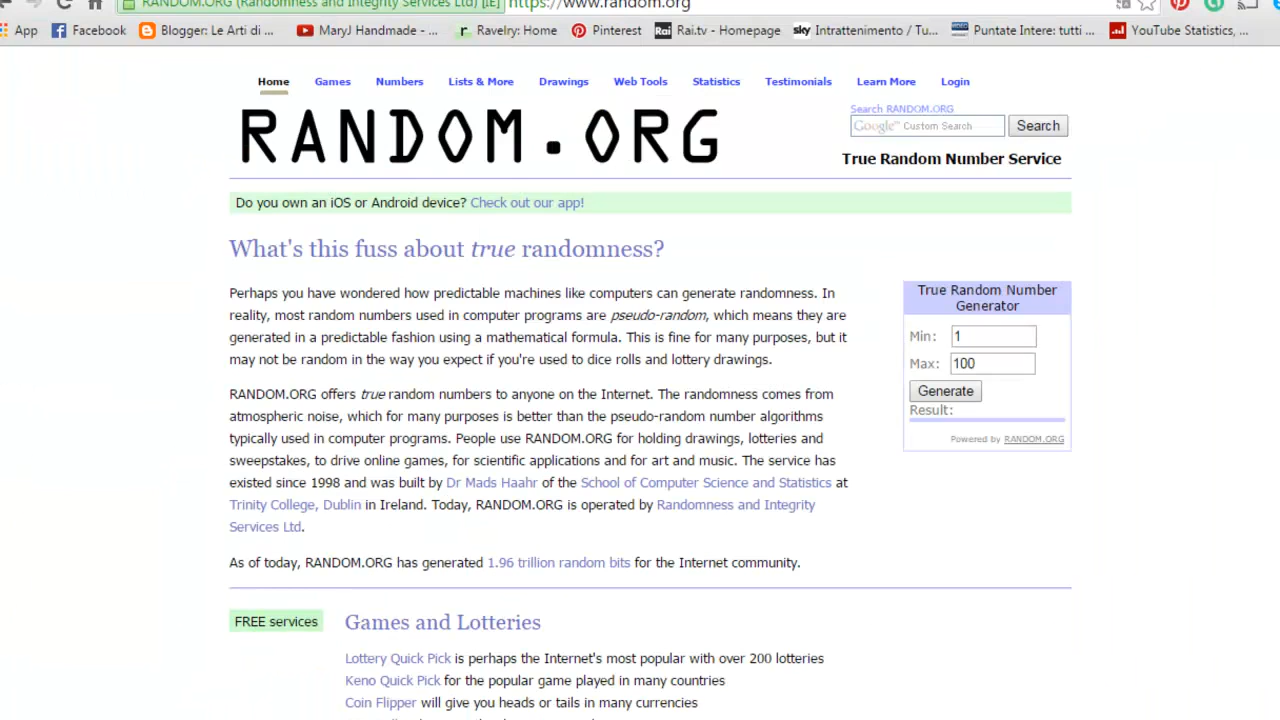 RANDOM.ORG (Randomness and Integrity Services Ltd) [IE] https://www.random.org
App Facebook Blogger: Le Arti di ... MaryJ Handmade - ... Ravelry: Home Pinterest Rai.tv - Homepage Intrattenimento / Tu... Puntate Intere: tutti ... YouTube Statistics, ...
Home Games Numbers Lists & More Drawings Web Tools Statistics Testimonials Learn More Login
RANDOM.ORG
Search RANDOM.ORG
Google™ Custom Search Search
True Random Number Service
Do you own an iOS or Android device? Check out our app!
What's this fuss about true randomness?
Perhaps you have wondered how predictable machines like computers can generate randomness. In
reality, most random numbers used in computer programs are pseudo-random, which means they are
generated in a predictable fashion using a mathematical formula. This is fine for many purposes, but it
may not be random in the way you expect if you're used to dice rolls and lottery drawings.
RANDOM.ORG offers true random numbers to anyone on the Internet. The randomness comes from
atmospheric noise, which for many purposes is better than the pseudo-random number algorithms
typically used in computer programs. People use RANDOM.ORG for holding drawings, lotteries and
sweepstakes, to drive online games, for scientific applications and for art and music. The service has
existed since 1998 and was built by Dr Mads Haahr of the School of Computer Science and Statistics at
Trinity College, Dublin in Ireland. Today, RANDOM.ORG is operated by Randomness and Integrity
Services Ltd.
As of today, RANDOM.ORG has generated 1.96 trillion random bits for the Internet community.
True Random Number
Generator
Min: 1
Max: 100
Generate
Result:
Powered by RANDOM.ORG
FREE services
Games and Lotteries
Lottery Quick Pick is perhaps the Internet's most popular with over 200 lotteries
Keno Quick Pick for the popular game played in many countries
Coin Flipper will give you heads or tails in many currencies